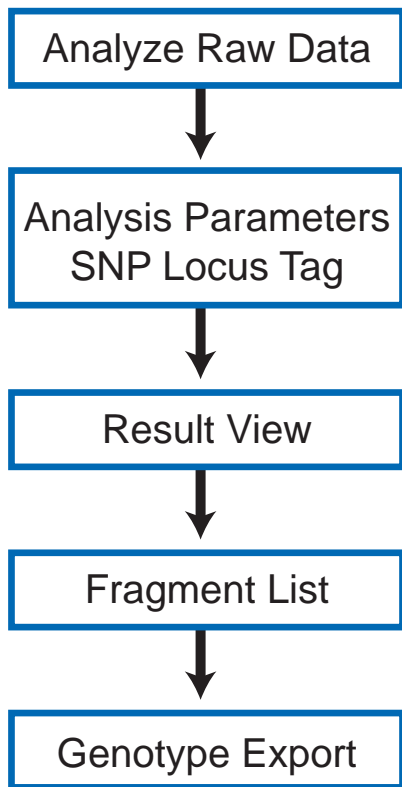 Analyze Raw Data
Analysis Parameters
SNP Locus Tag
Result View
Fragment List
Genotype Export